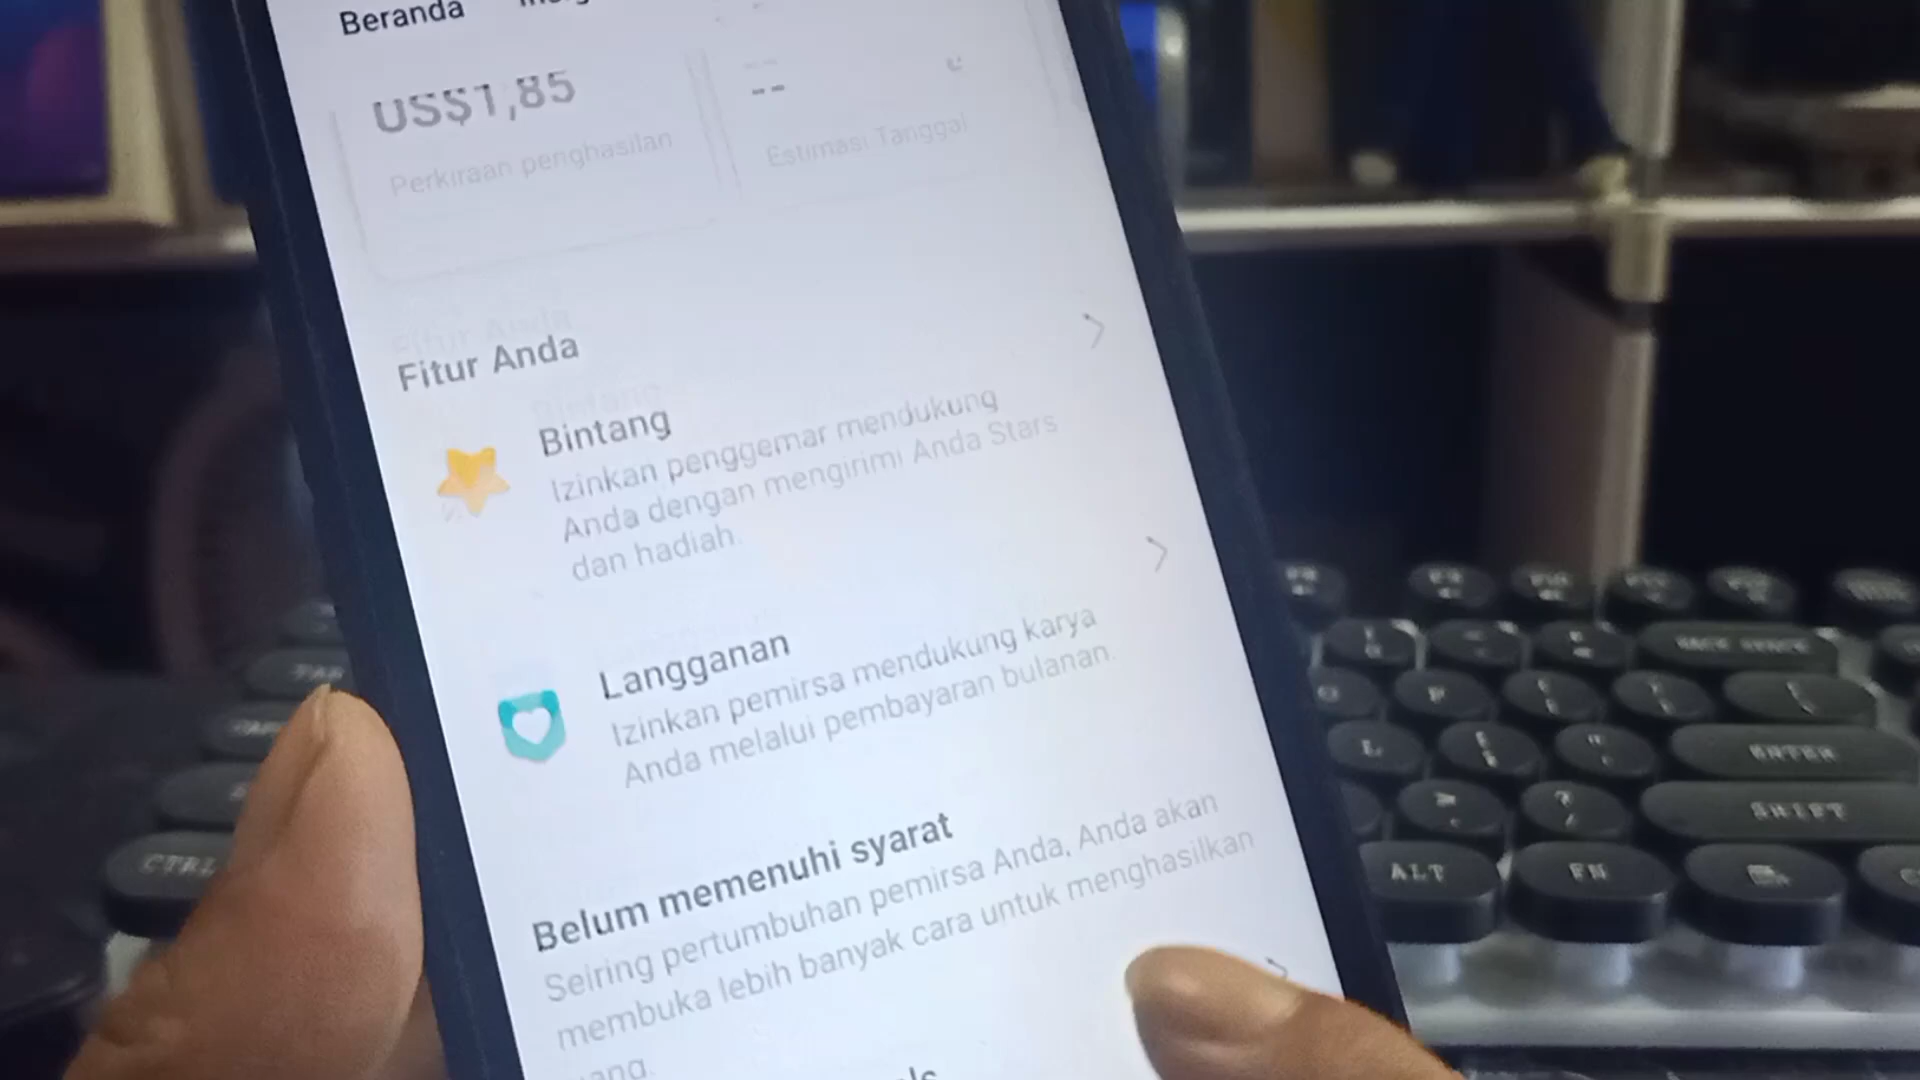 Beranda
US$1,85
--
Perkiraan penghasilan
Estimasi Tanggal
Fitur Anda
Bintang
Izinkan penggemar mendukung
Anda dengan mengirimi Anda Stars
dan hadiah.
Langganan
Izinkan pemirsa mendukung karya
Anda melalui pembayaran bulanan.
Belum memenuhi syarat
Seiring pertumbuhan pemirsa Anda, Anda akan
membuka lebih banyak cara untuk menghasilkan
CTRL
BACK SPACE
P
L
ENTER
?
/
SHIFT
ALT
FN